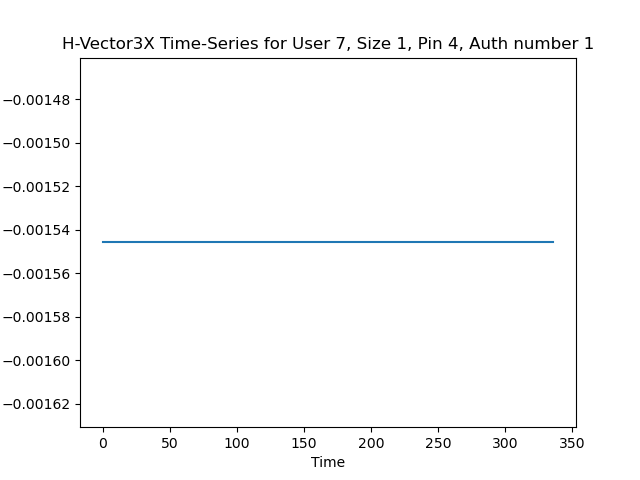 H-Vector3X Time-Series for User 7, Size 1, Pin 4, Auth number 1
−0.00148
−0.00150
−0.00152
−0.00154
−0.00156
−0.00158
−0.00160
−0.00162
0 50 100 150 200 250 300 350
Time